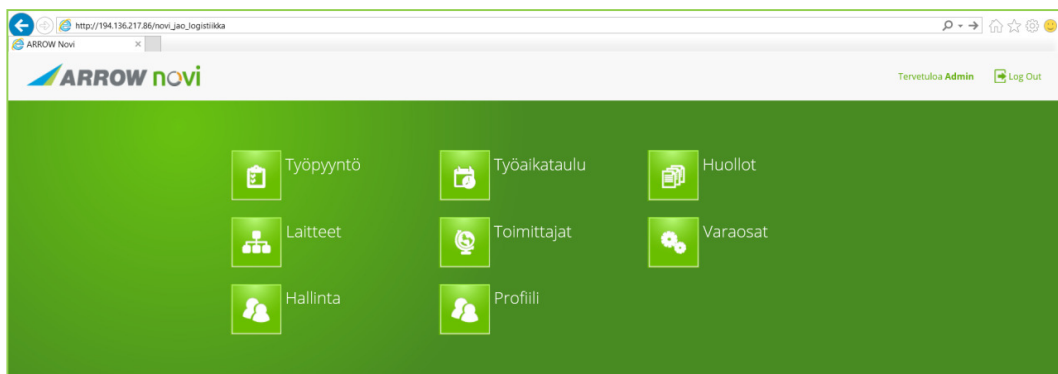 http://194.136.217.86/novi_jao_logistiikka
ARROW Novi
ARROW novi
Tervetuloa Admin
Log Out
Työpyyntö
Työaikataulu
Huollot
Laitteet
Toimittajat
Varaosat
Hallinta
Profiili